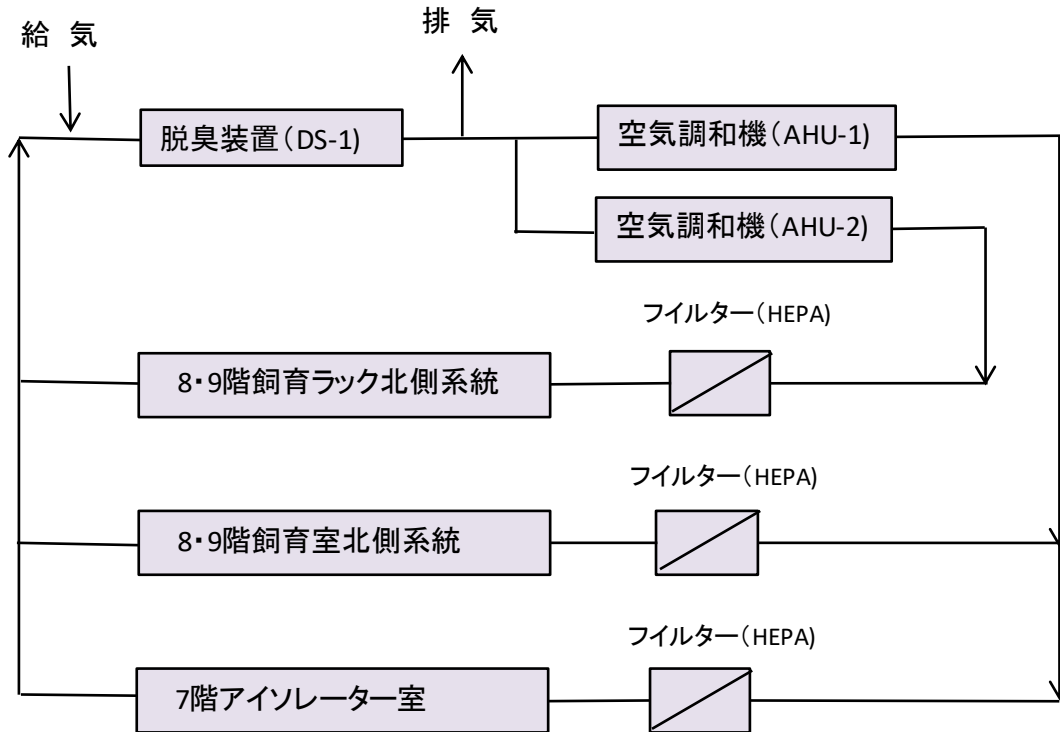 給 気
排 気
脱臭装置(DS-1)
空気調和機(AHU-1)
空気調和機(AHU-2)
フイルター(HEPA)
8・9階飼育ラック北側系統
フイルター(HEPA)
8・9階飼育室北側系統
フイルター(HEPA)
7階アイソレーター室